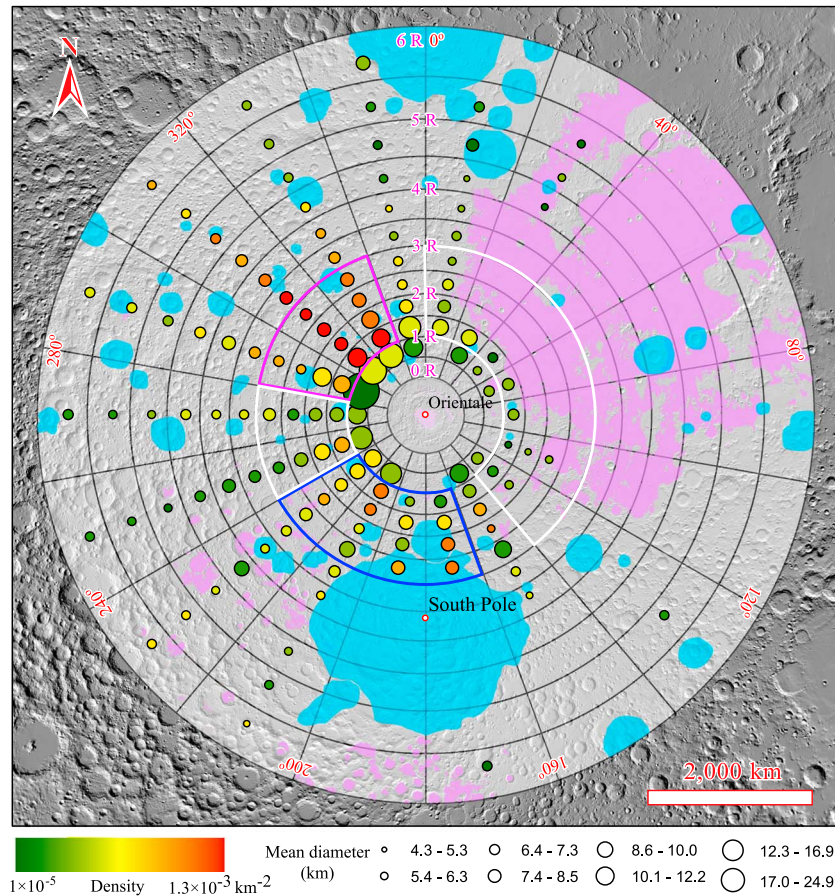 N
6 R 0°
320°
5 R
40°
4 R
3 R
2 R
280°
1 R
80°
0 R
Orientale
240°
South Pole
120°
200°
160°
2,000 km
Mean diameter
(km)
4.3 - 5.3
6.4 - 7.3
8.6 - 10.0
12.3 - 16.9
5.4 - 6.3
7.4 - 8.5
10.1 - 12.2
17.0 - 24.9
1×10⁻⁵ Density 1.3×10⁻³ km⁻²